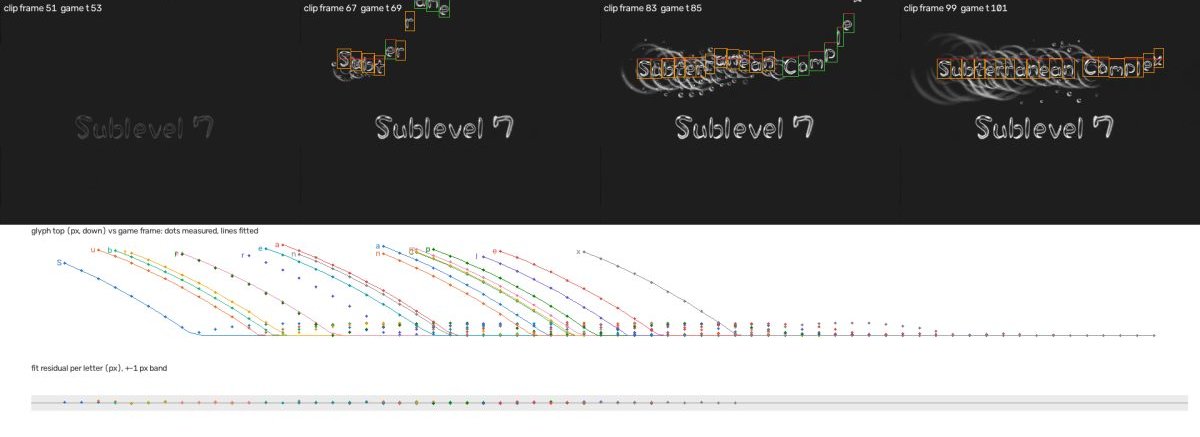 clip frame 51 game t 53
clip frame 67 game t 69
clip frame 83 game t 85
clip frame 99 game t 101
Subterranean Comple
Subterranean Complex
Sublevel 7
Sublevel 7
Sublevel 7
Sublevel 7
glyph top (px, down) vs game frame: dots measured, lines fitted
S u b r r e a n a n p l e x
fit residual per letter (px), +-1 px band